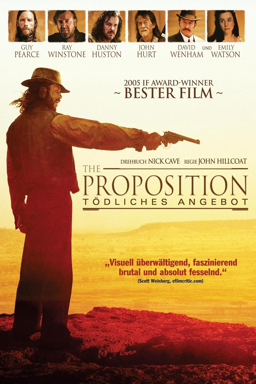 GUY PEARCE
RAY WINSTONE
DANNY HUSTON
JOHN HURT
DAVID WENHAM
UND
EMILY WATSON
2005 IF AWARD-WINNER
~ BESTER FILM ~
DREHBUCH NICK CAVE REGIE JOHN HILLCOAT
THE
PROPOSITION
TÖDLICHES ANGEBOT
„Visuell überwältigend, faszinierend
brutal und absolut fesselnd.“
(Scott Weinberg, efilmcritic.com)